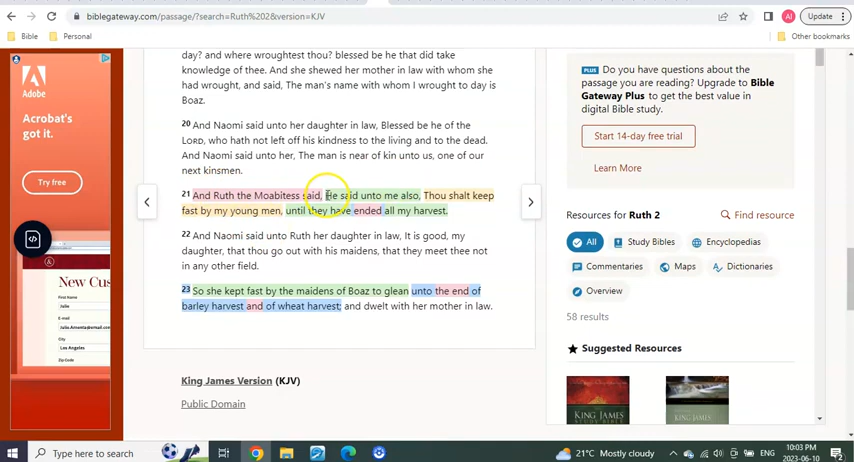 biblegateway.com/passage/?search=Ruth%202&version=KJV
AI
Update
Bible
Personal
Other bookmarks
Adobe
Acrobat's
got it.
Try free
New Cus
First Name
Julie
E-mail
City
Los Angeles
Zip Code
day? and where wroughtest thou? blessed be he that did take
knowledge of thee. And she shewed her mother in law with whom she
had wrought, and said, The man's name with whom I wrought to day is
Boaz.
20 And Naomi said unto her daughter in law, Blessed be he of the
LORD, who hath not left off his kindness to the living and to the dead.
And Naomi said unto her, The man is near of kin unto us, one of our
next kinsmen.
21 And Ruth the Moabitess said, He said unto me also, Thou shalt keep
fast by my young men, until they have ended all my harvest.
22 And Naomi said unto Ruth her daughter in law, It is good, my
daughter, that thou go out with his maidens, that they meet thee not
in any other field.
23 So she kept fast by the maidens of Boaz to glean unto the end of
barley harvest and of wheat harvest; and dwelt with her mother in law.
King James Version (KJV)
Public Domain
PLUS Do you have questions about the
passage you are reading? Upgrade to Bible
Gateway Plus to get the best value in
digital Bible study.
Start 14-day free trial
Learn More
Resources for Ruth 2
Find resource
All
Study Bibles
Encyclopedias
Commentaries
Maps
Dictionaries
Overview
58 results
Suggested Resources
KING JAMES
KING JAMES
Type here to search
21°C Mostly cloudy
ENG
10:03 PM
2023-06-10
2